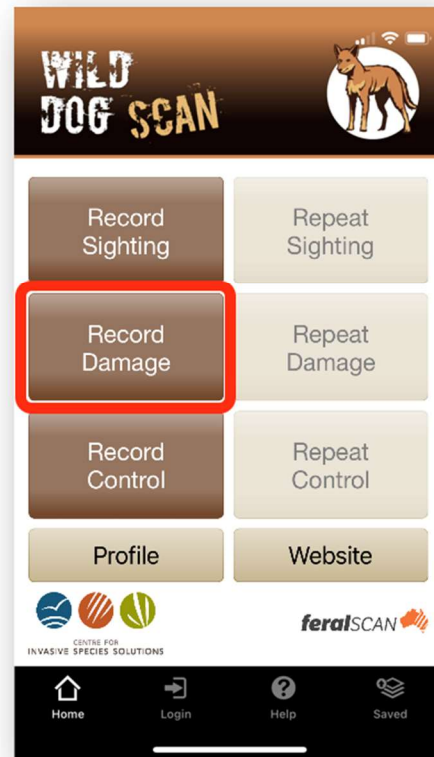 WILD
DOG SCAN
Record
Sighting
Repeat
Sighting
Record
Damage
Repeat
Damage
Record
Control
Repeat
Control
Profile
Website
CENTRE FOR
INVASIVE SPECIES SOLUTIONS
feralSCAN
Home
Login
Help
Saved